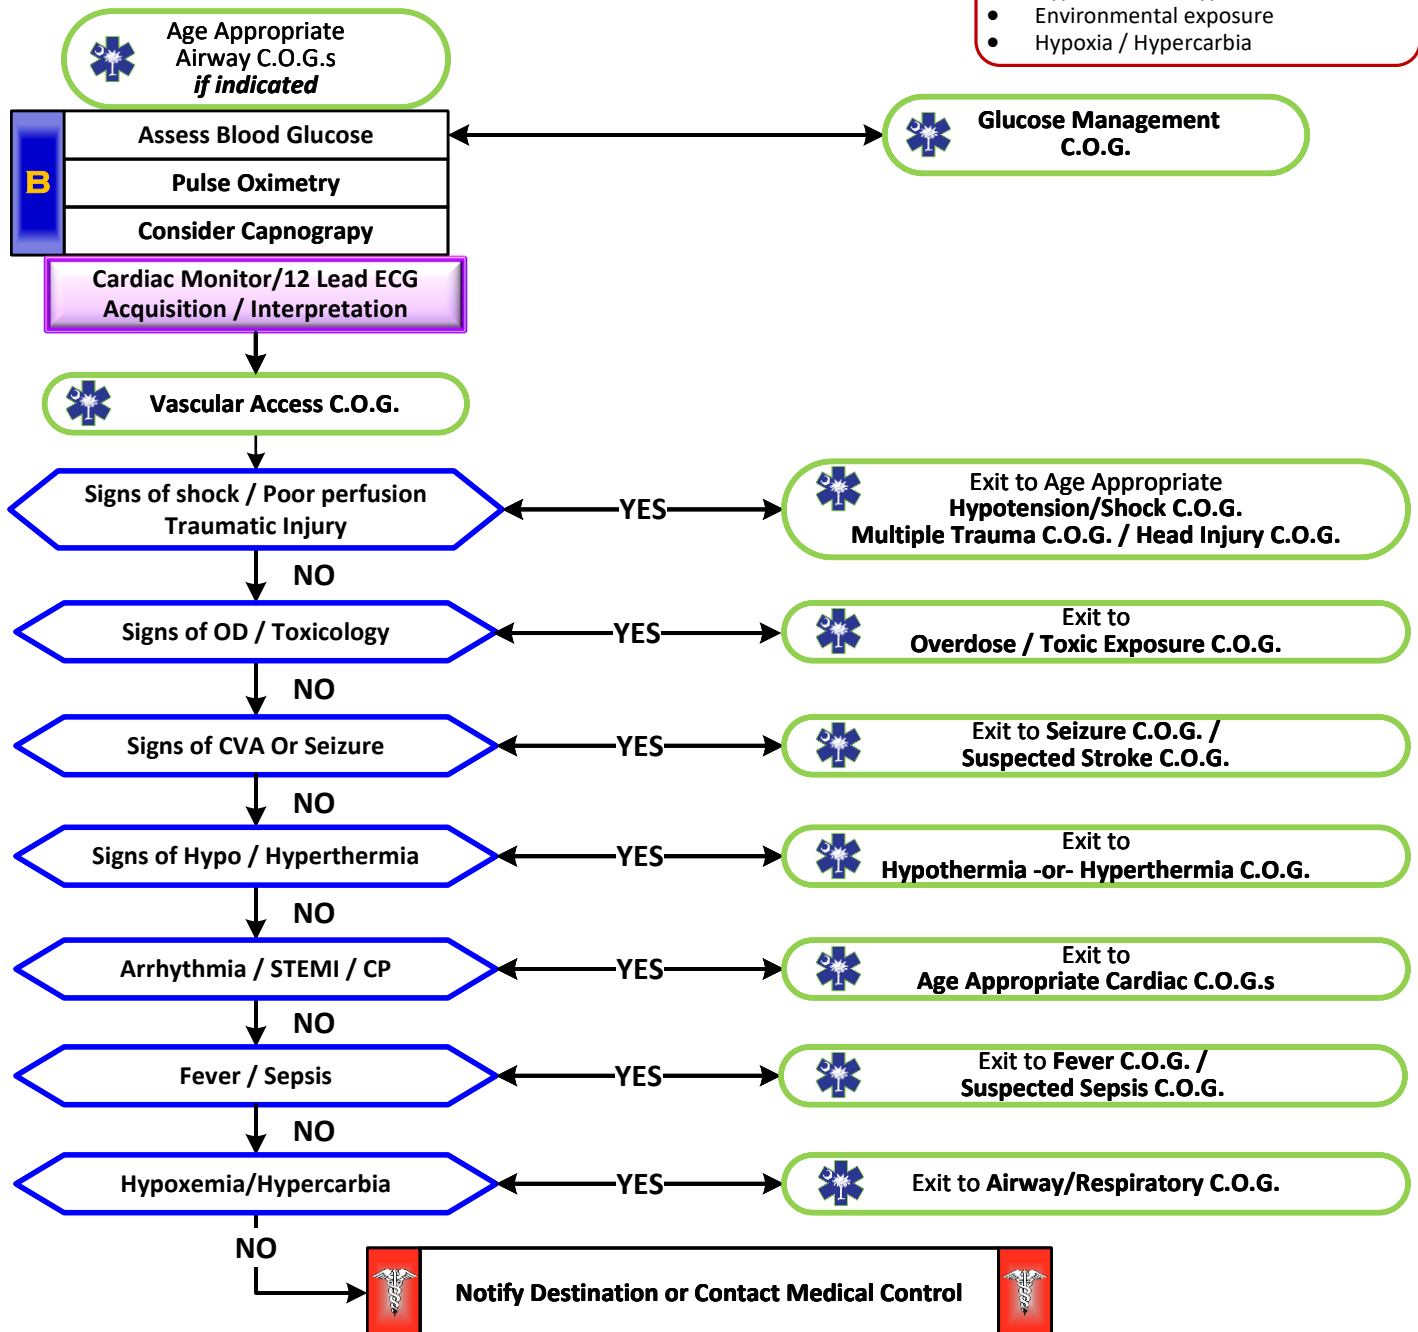 Environmental exposure
Hypoxia / Hypercarbia
Age Appropriate
Airway C.O.G.s
if indicated
B
Assess Blood Glucose
Pulse Oximetry
Consider Capnograpy
Glucose Management
C.O.G.
Cardiac Monitor/12 Lead ECG
Acquisition / Interpretation
Vascular Access C.O.G.
Signs of shock / Poor perfusion
Traumatic Injury
YES
Exit to Age Appropriate
Hypotension/Shock C.O.G.
Multiple Trauma C.O.G. / Head Injury C.O.G.
NO
Signs of OD / Toxicology
YES
Exit to
Overdose / Toxic Exposure C.O.G.
NO
Signs of CVA Or Seizure
YES
Exit to Seizure C.O.G. /
Suspected Stroke C.O.G.
NO
Signs of Hypo / Hyperthermia
YES
Exit to
Hypothermia -or- Hyperthermia C.O.G.
NO
Arrhythmia / STEMI / CP
YES
Exit to
Age Appropriate Cardiac C.O.G.s
NO
Fever / Sepsis
YES
Exit to Fever C.O.G. /
Suspected Sepsis C.O.G.
NO
Hypoxemia/Hypercarbia
YES
Exit to Airway/Respiratory C.O.G.
NO
Notify Destination or Contact Medical Control